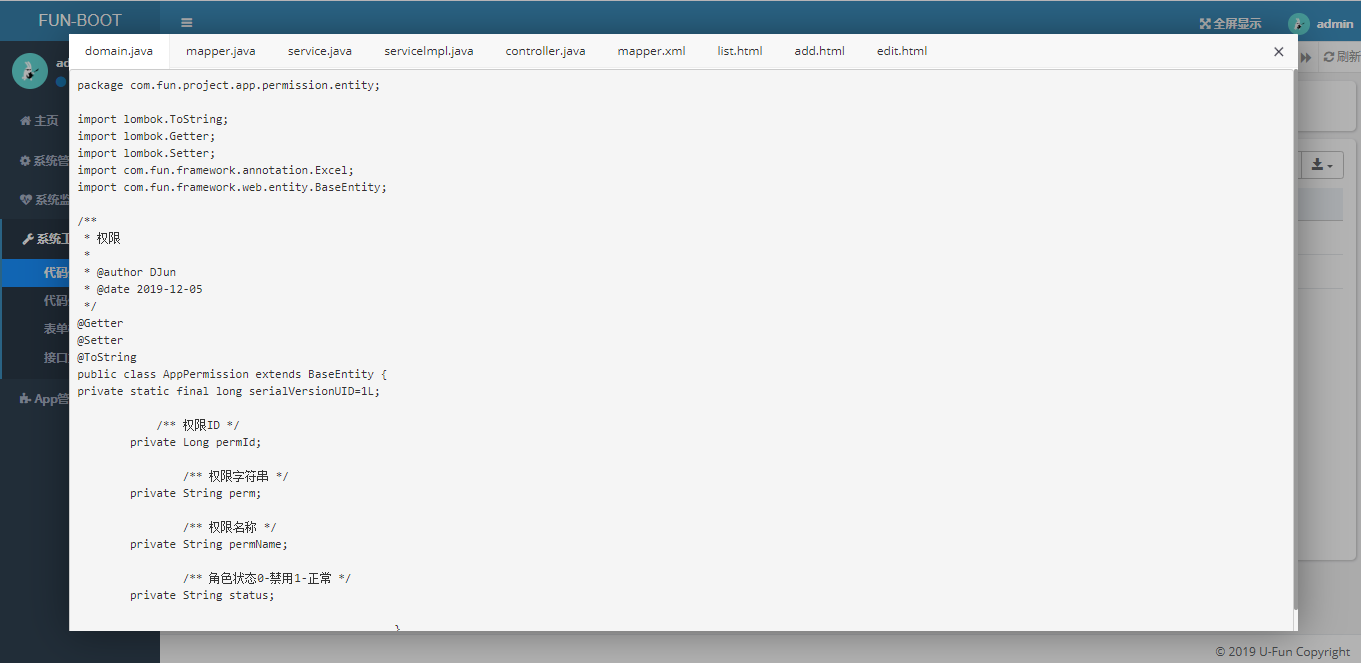 FUN-BOOT
全屏显示
admin
ad
主页
系统管
系统监
系统工
代码
代码
表单
接口
App管
刷新
domain.java
mapper.java
service.java
serviceImpl.java
controller.java
mapper.xml
list.html
add.html
edit.html
package com.fun.project.app.permission.entity;
import lombok.ToString;
import lombok.Getter;
import lombok.Setter;
import com.fun.framework.annotation.Excel;
import com.fun.framework.web.entity.BaseEntity;
/**
* 权限
*
* @author DJun
* @date 2019-12-05
*/
@Getter
@Setter
@ToString
public class AppPermission extends BaseEntity {
private static final long serialVersionUID=1L;
/** 权限ID */
private Long permId;
/** 权限字符串 */
private String perm;
/** 权限名称 */
private String permName;
/** 角色状态0-禁用1-正常 */
private String status;
}
© 2019 U-Fun Copyright